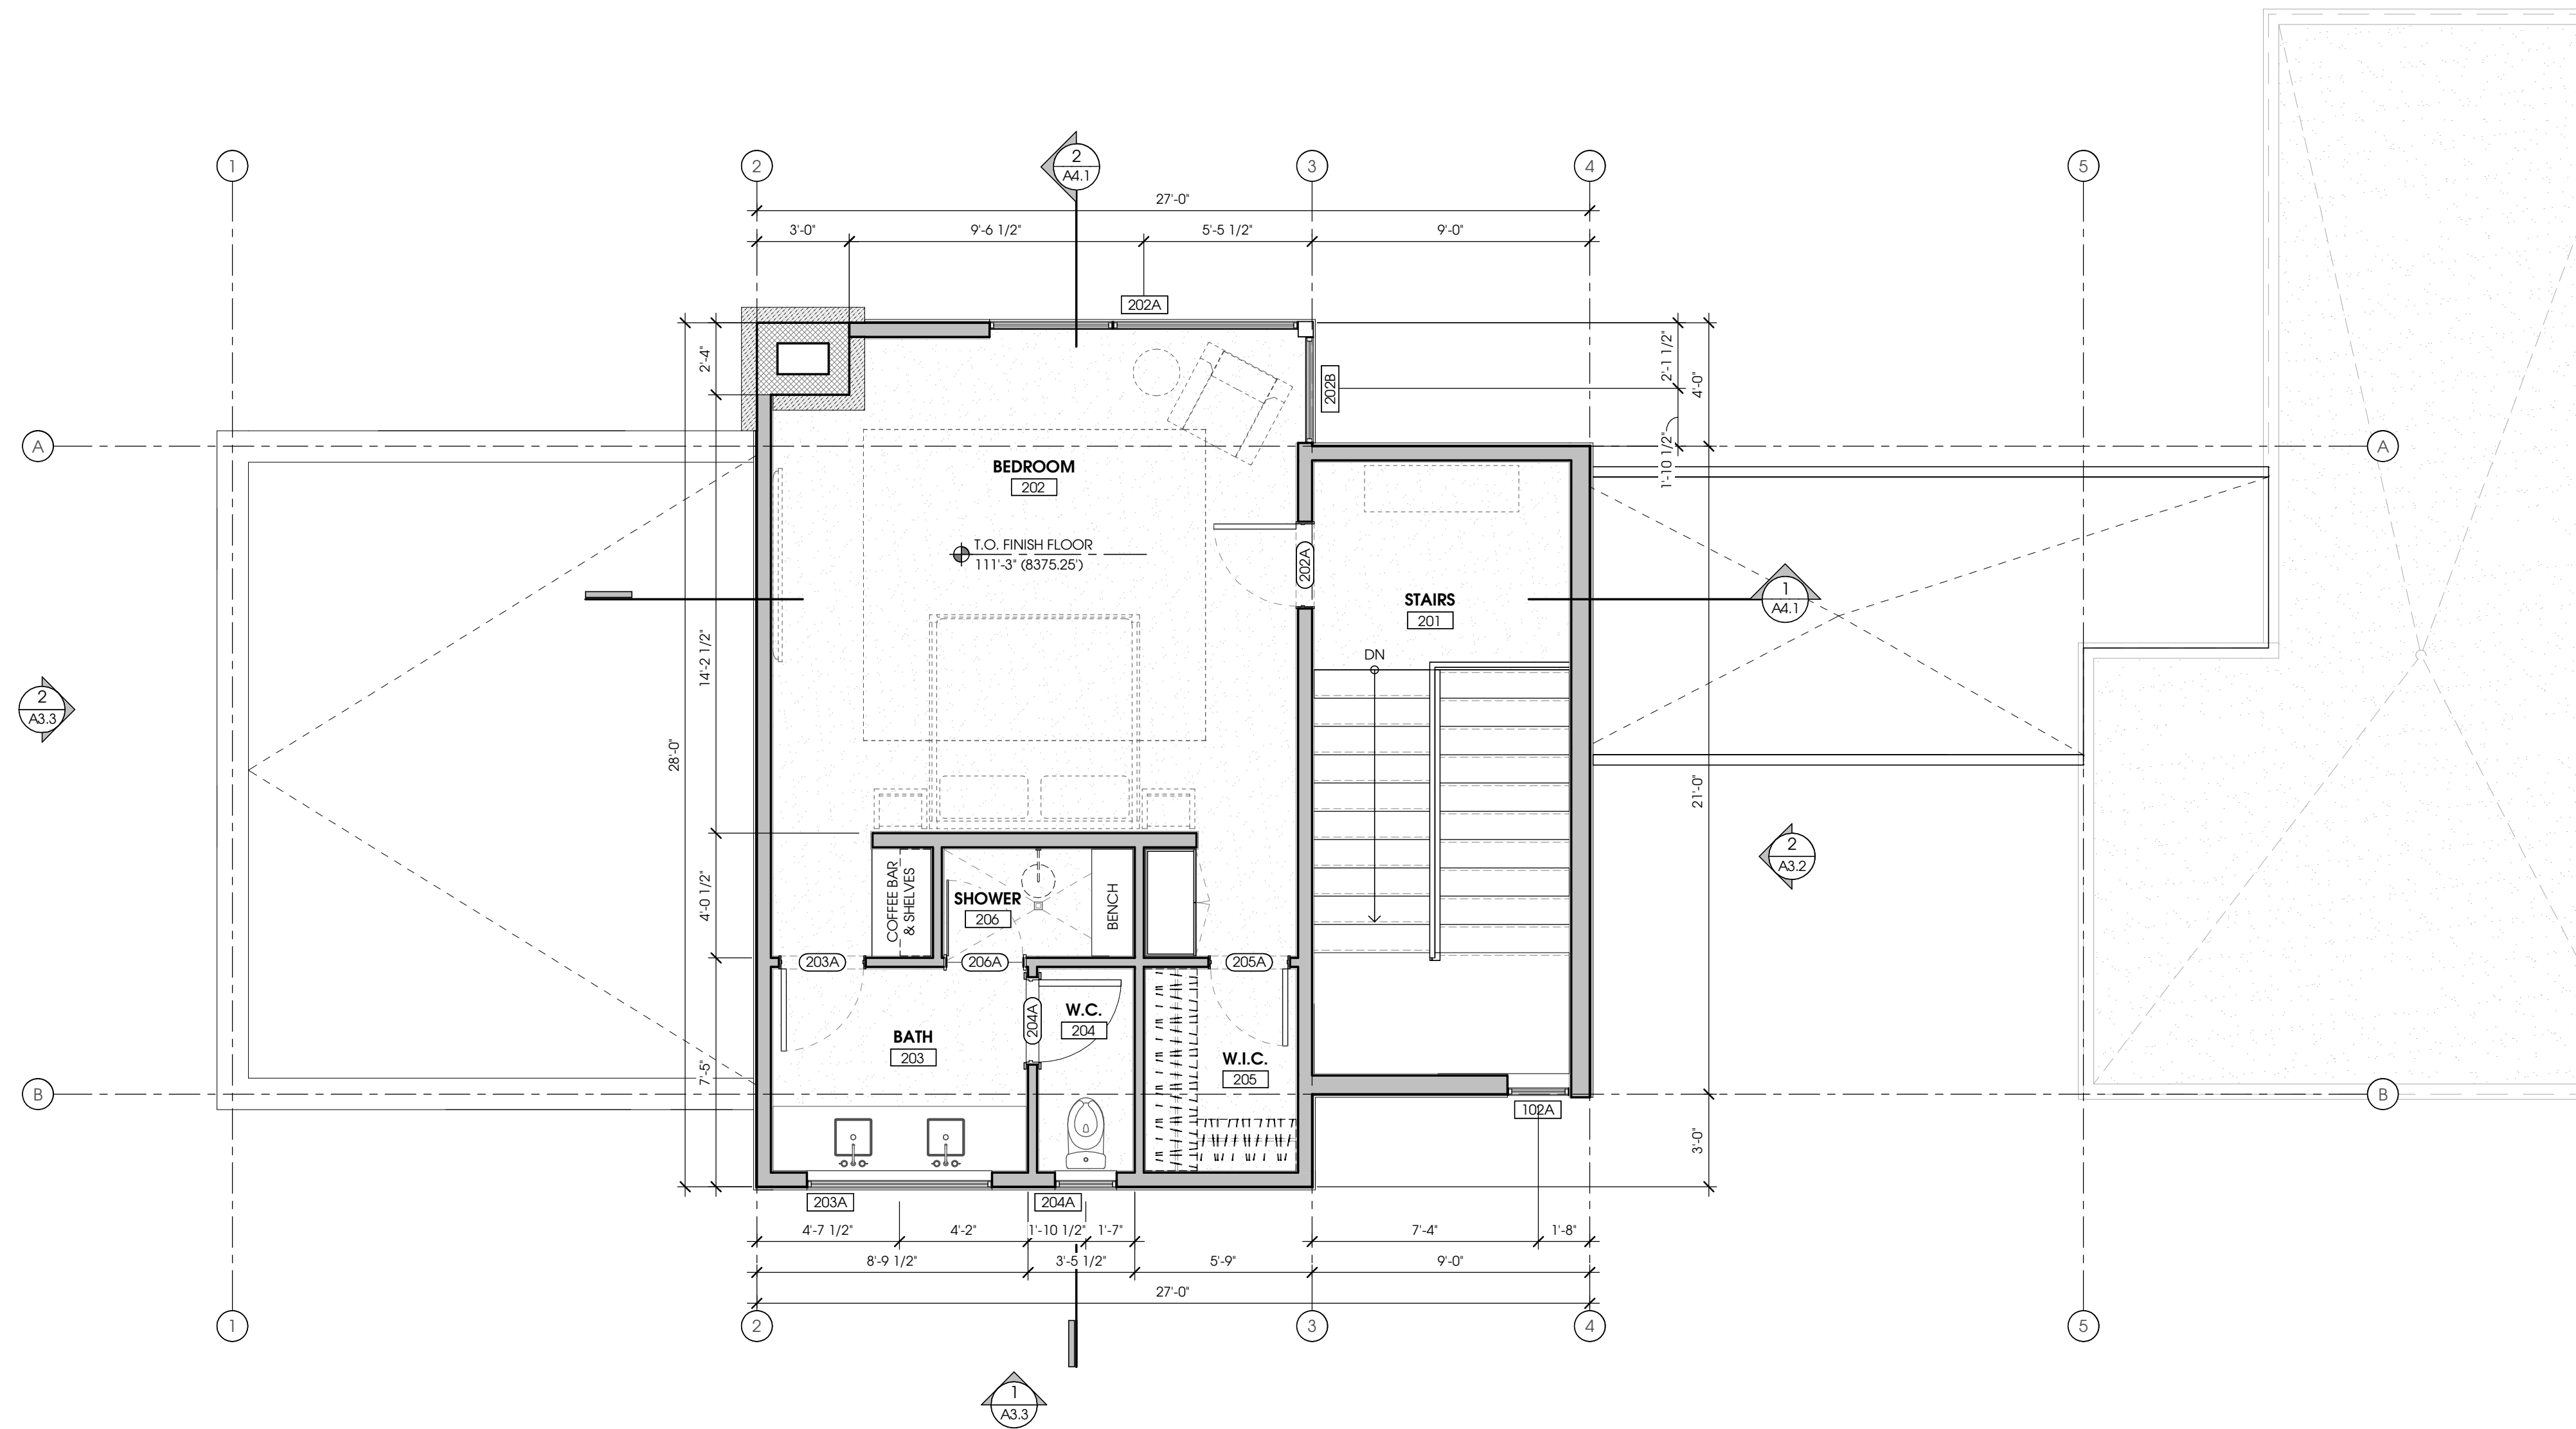 1
2
2
A4.1
3
4
5
27'-0"
3'-0"
9'-6 1/2"
5'-5 1/2"
9'-0"
202A
2'-4"
202B
2'-1 1/2"
4'-0"
A
A
1'-10 1/2"
BEDROOM
202
T.O. FINISH FLOOR
111'-3" (8375.25')
202A
STAIRS
201
1
A4.1
DN
14'-2 1/2"
28'-0"
2
A3.3
21'-0"
2
A3.2
4'-0 1/2"
COFFEE BAR
& SHELVES
SHOWER
206
BENCH
203A
206A
205A
204A
W.C.
204
BATH
203
W.I.C.
205
7'-5"
B
B
102A
3'-0"
203A
204A
4'-7 1/2"
4'-2"
1'-10 1/2"
1'-7"
7'-4"
1'-8"
8'-9 1/2"
3'-5 1/2"
5'-9"
9'-0"
27'-0"
1
2
3
4
5
1
A3.3